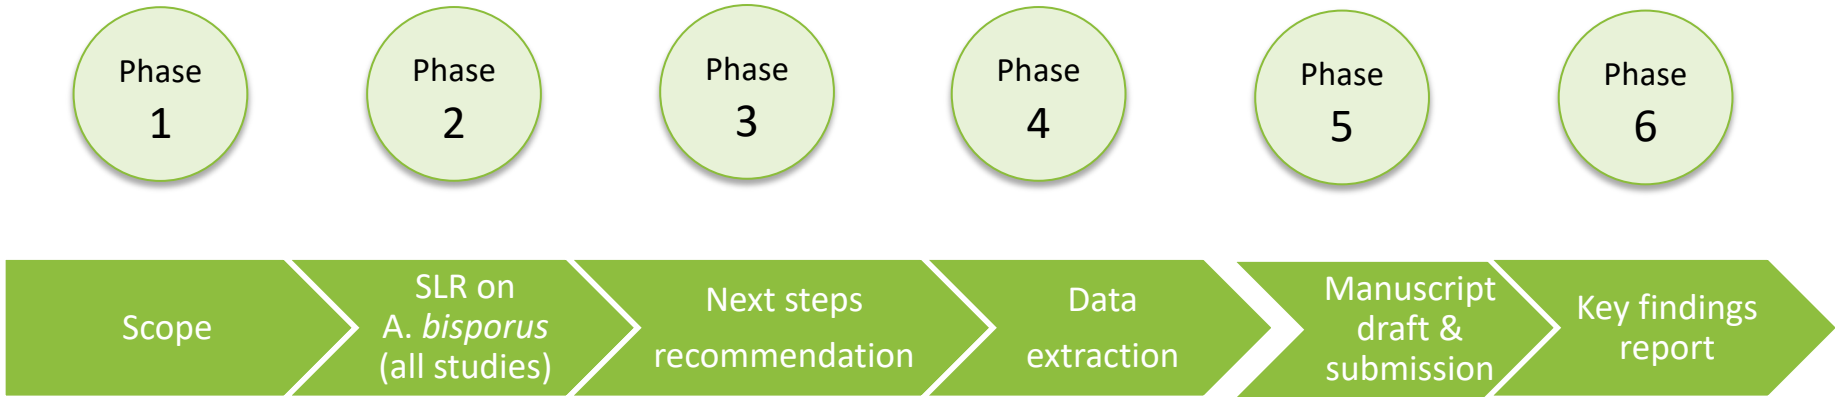 Phase
1
Phase
2
Phase
3
Phase
4
Phase
5
Phase
6
Scope
SLR on
A. bisporus
(all studies)
Next steps
recommendation
Data
extraction
Manuscript
draft &
submission
Key findings
report